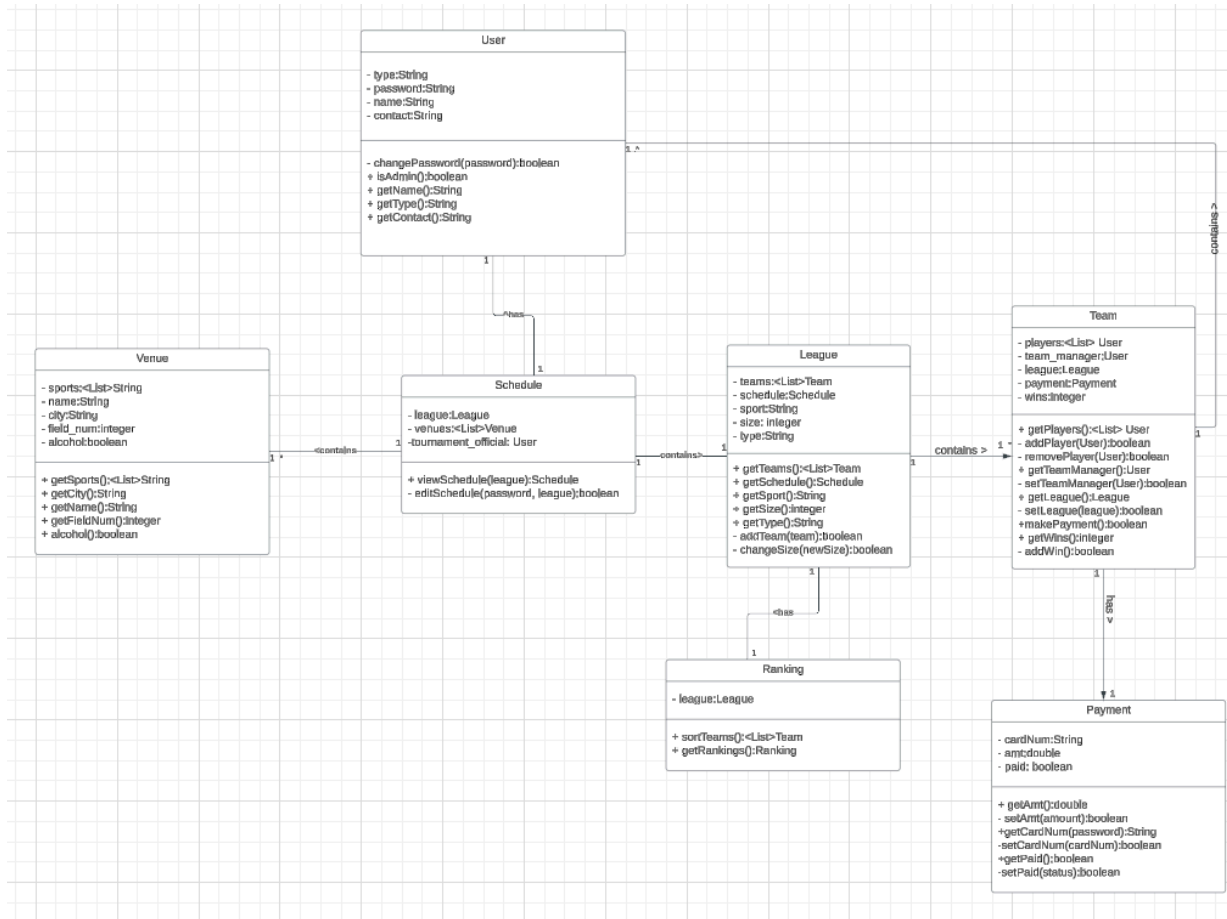 User
- type:String
- password:String
- name:String
- contact:String
- changePassword(password):boolean
+ isAdmin():boolean
+ getName():String
+ getType():String
+ getContact():String
1..*
contains >
1
1
^has
1
Venue
- sports:<List>String
- name:String
- city:String
- field_num:integer
- alcohol:boolean
+ getSports():<List>String
+ getCity():String
+ getName():String
+ getFieldNum():integer
+ alcohol():boolean
1..*
<contains
1
Schedule
- league:League
- venues:<List>Venue
-tournament_official: User
+ viewSchedule(league):Schedule
- editSchedule(password, league):boolean
1
contains>
1
League
- teams:<List>Team
- schedule:Schedule
- sport:String
- size: integer
- type:String
+ getTeams():<List>Team
+ getSchedule():Schedule
+ getSport():String
+ getSize():integer
+ getType():String
- addTeam(team):boolean
- changeSize(newSize):boolean
1
contains >
1..*
Team
- players:<List> User
- team_manager:User
- league:League
- payment:Payment
- wins:integer
+ getPlayers():<List> User
- addPlayer(User):boolean
- removePlayer(User):boolean
+ getTeamManager():User
- setTeamManager(User):boolean
+ getLeague():League
- setLeague(league):boolean
+makePayment():boolean
+ getWins():integer
- addWin():boolean
1
<has
1
Ranking
- league:League
+ sortTeams():<List>Team
+ getRankings():Ranking
1
has >
1
Payment
- cardNum:String
- amt:double
- paid: boolean
+ getAmt():double
- setAmt(amount):boolean
+getCardNum(password):String
-setCardNum(cardNum):boolean
+getPaid():boolean
-setPaid(status):boolean